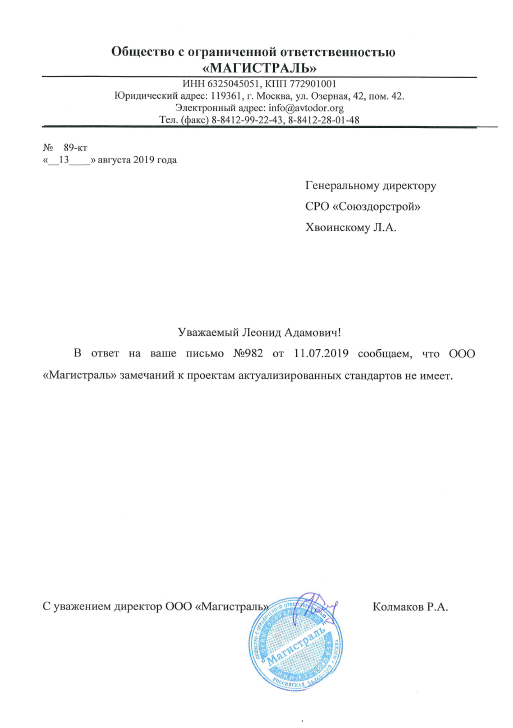 Общество с ограниченной ответственностью
«МАГИСТРАЛЬ»
ИНН 6325045051, КПП 772901001
Юридический адрес: 119361, г. Москва, ул. Озерная, 42, пом. 42.
Электронный адрес: info@avtodor.org
Тел. (факс) 8-8412-99-22-43, 8-8412-28-01-48
№ 89-кт
«__13____» августа 2019 года
Генеральному директору
СРО «Союздорстрой»
Хвоинскому Л.А.
Уважаемый Леонид Адамович!
В ответ на ваше письмо №982 от 11.07.2019 сообщаем, что ООО
«Магистраль» замечаний к проектам актуализированных стандартов не имеет.
С уважением директор ООО «Магистраль» Колмаков Р.А.
"Магистраль"